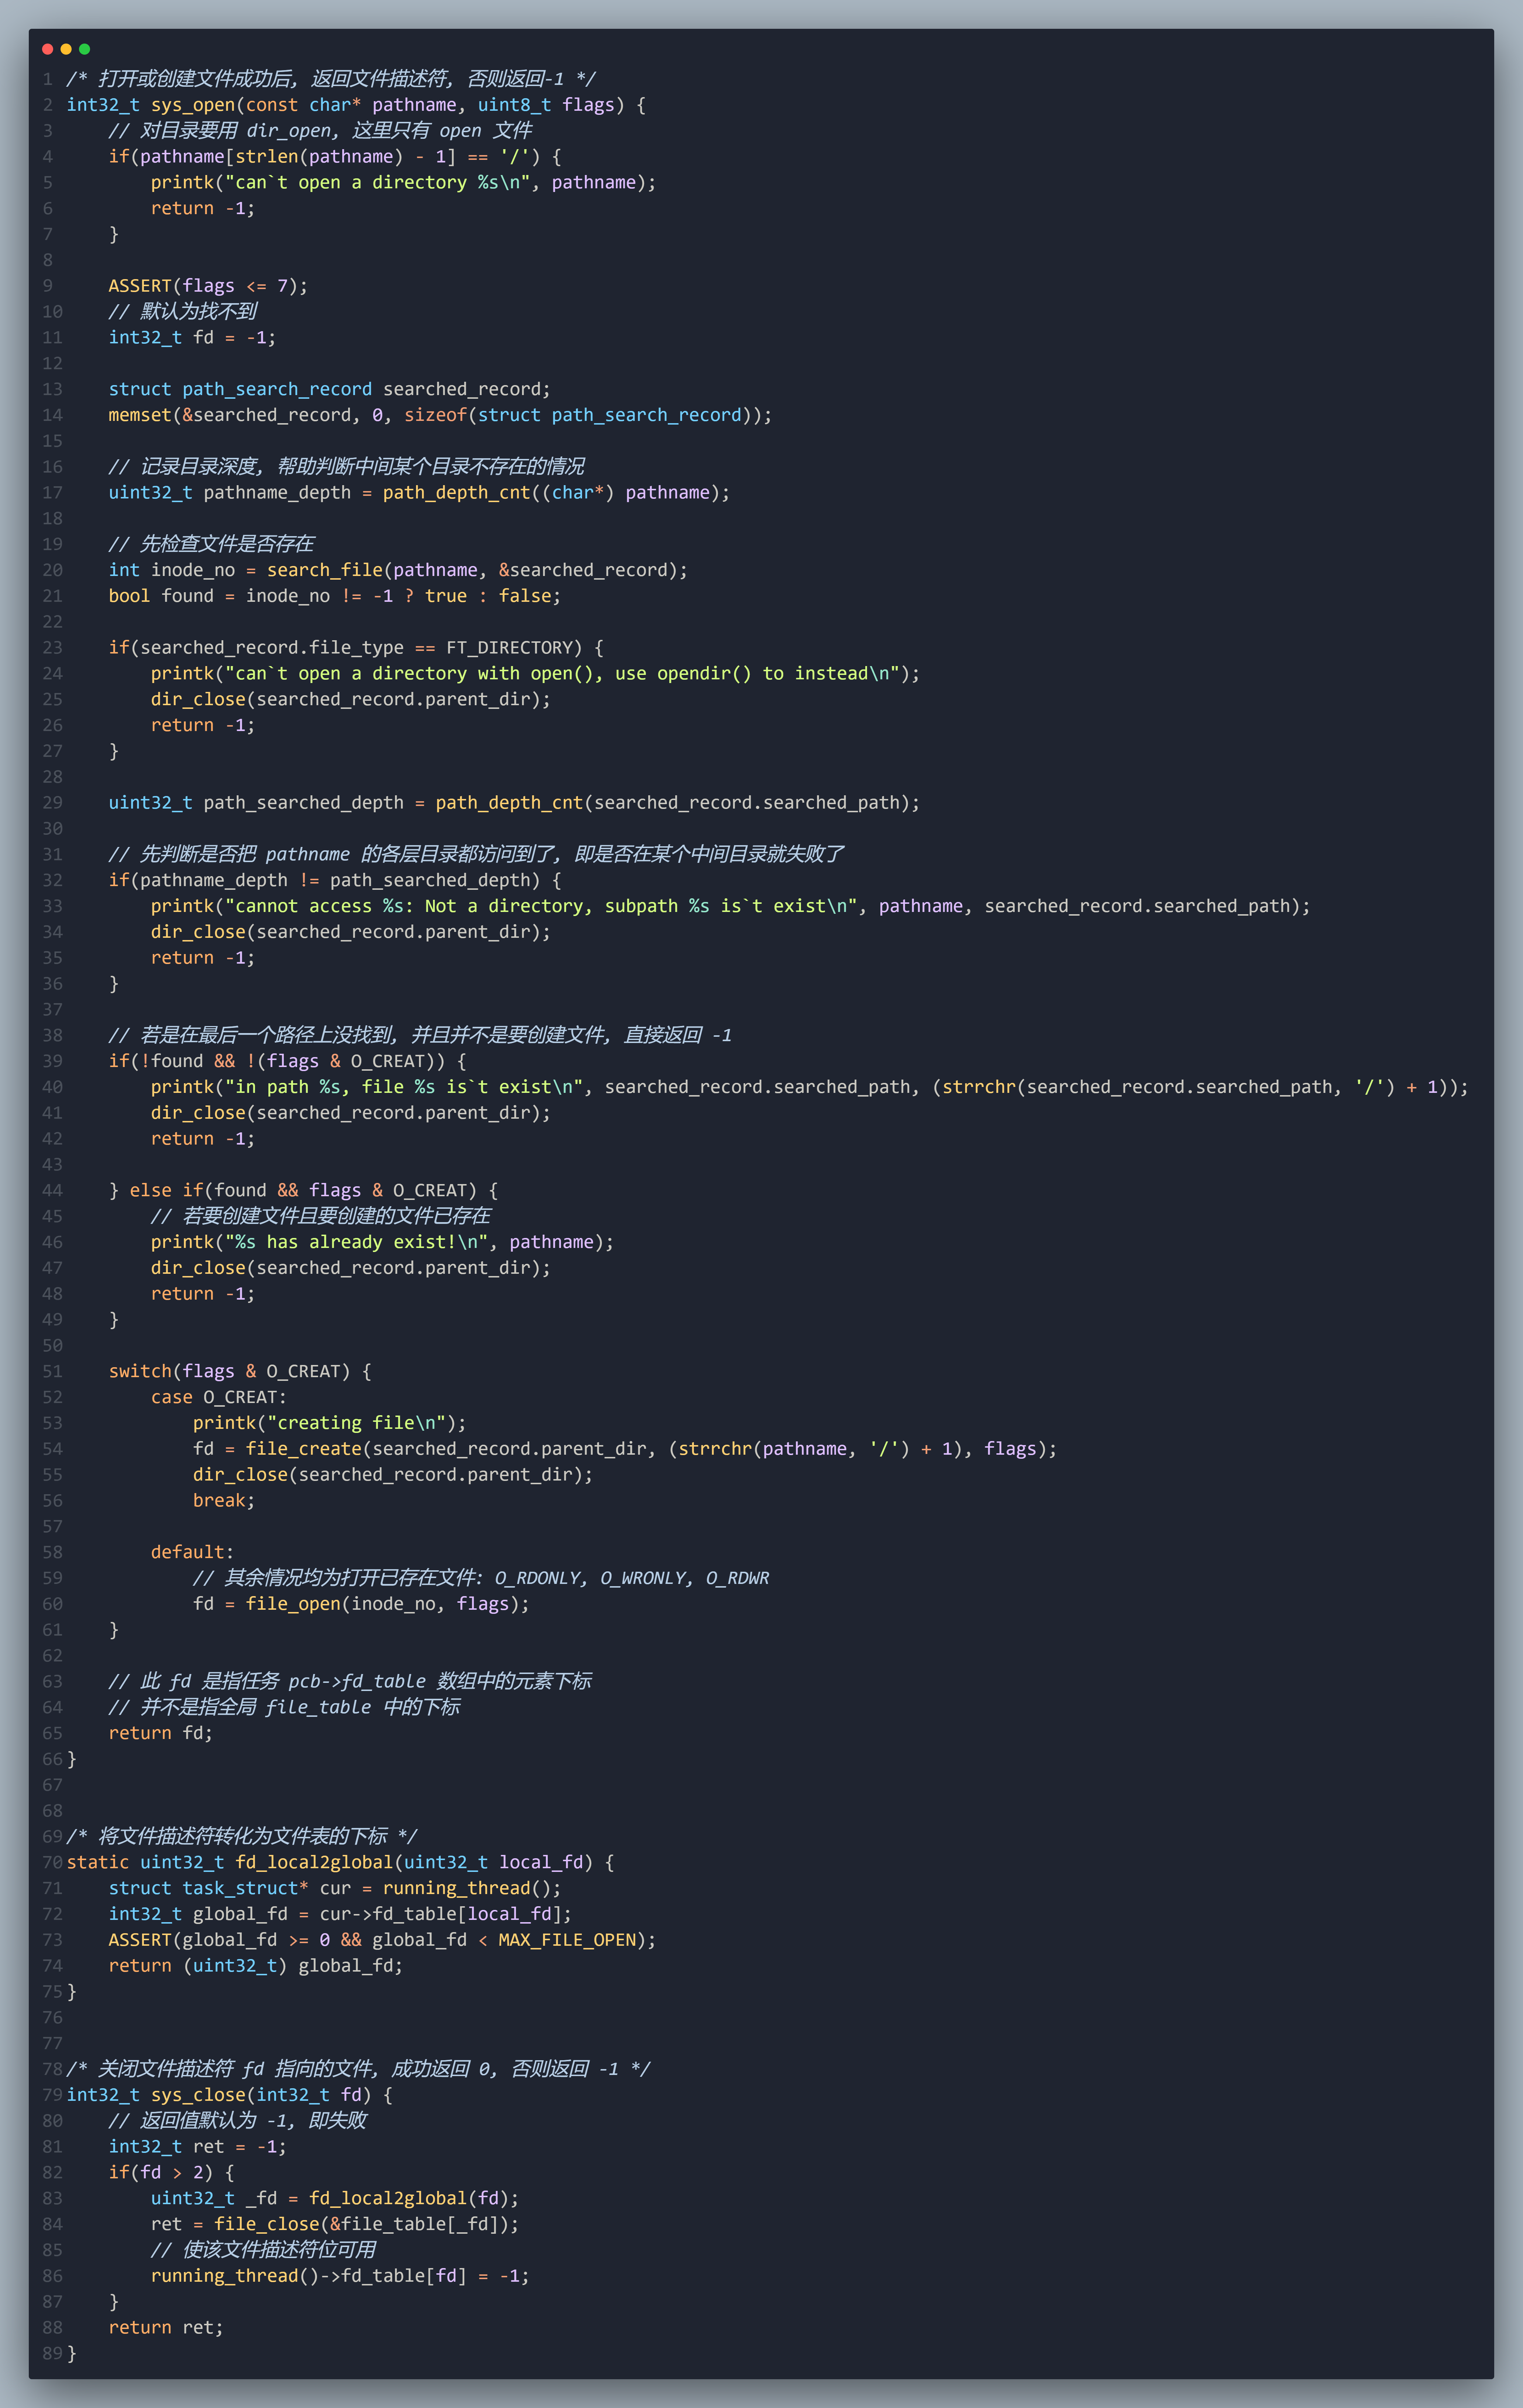 1 /* 打开或创建文件成功后, 返回文件描述符, 否则返回-1 */
2 int32_t sys_open(const char* pathname, uint8_t flags) {
3     // 对目录要用 dir_open, 这里只有 open 文件
4     if(pathname[strlen(pathname) - 1] == '/') {
5         printk("can`t open a directory %s\n", pathname);
6         return -1;
7     }
8
9     ASSERT(flags <= 7);
10     // 默认为找不到
11     int32_t fd = -1;
12
13     struct path_search_record searched_record;
14     memset(&searched_record, 0, sizeof(struct path_search_record));
15
16     // 记录目录深度, 帮助判断中间某个目录不存在的情况
17     uint32_t pathname_depth = path_depth_cnt((char*) pathname);
18
19     // 先检查文件是否存在
20     int inode_no = search_file(pathname, &searched_record);
21     bool found = inode_no != -1 ? true : false;
22
23     if(searched_record.file_type == FT_DIRECTORY) {
24         printk("can`t open a directory with open(), use opendir() to instead\n");
25         dir_close(searched_record.parent_dir);
26         return -1;
27     }
28
29     uint32_t path_searched_depth = path_depth_cnt(searched_record.searched_path);
30
31     // 先判断是否把 pathname 的各层目录都访问到了, 即是否在某个中间目录就失败了
32     if(pathname_depth != path_searched_depth) {
33         printk("cannot access %s: Not a directory, subpath %s is`t exist\n", pathname, searched_record.searched_path);
34         dir_close(searched_record.parent_dir);
35         return -1;
36     }
37
38     // 若是在最后一个路径上没找到, 并且并不是要创建文件, 直接返回 -1
39     if(!found && !(flags & O_CREAT)) {
40         printk("in path %s, file %s is`t exist\n", searched_record.searched_path, (strrchr(searched_record.searched_path, '/') + 1));
41         dir_close(searched_record.parent_dir);
42         return -1;
43
44     } else if(found && flags & O_CREAT) {
45         // 若要创建文件且要创建的文件已存在
46         printk("%s has already exist!\n", pathname);
47         dir_close(searched_record.parent_dir);
48         return -1;
49     }
50
51     switch(flags & O_CREAT) {
52         case O_CREAT:
53             printk("creating file\n");
54             fd = file_create(searched_record.parent_dir, (strrchr(pathname, '/') + 1), flags);
55             dir_close(searched_record.parent_dir);
56             break;
57
58         default:
59             // 其余情况均为打开已存在文件: O_RDONLY, O_WRONLY, O_RDWR
60             fd = file_open(inode_no, flags);
61     }
62
63     // 此 fd 是指任务 pcb->fd_table 数组中的元素下标
64     // 并不是指全局 file_table 中的下标
65     return fd;
66 }
67
68
69 /* 将文件描述符转化为文件表的下标 */
70 static uint32_t fd_local2global(uint32_t local_fd) {
71     struct task_struct* cur = running_thread();
72     int32_t global_fd = cur->fd_table[local_fd];
73     ASSERT(global_fd >= 0 && global_fd < MAX_FILE_OPEN);
74     return (uint32_t) global_fd;
75 }
76
77
78 /* 关闭文件描述符 fd 指向的文件, 成功返回 0, 否则返回 -1 */
79 int32_t sys_close(int32_t fd) {
80     // 返回值默认为 -1, 即失败
81     int32_t ret = -1;
82     if(fd > 2) {
83         uint32_t _fd = fd_local2global(fd);
84         ret = file_close(&file_table[_fd]);
85         // 使该文件描述符位可用
86         running_thread()->fd_table[fd] = -1;
87     }
88     return ret;
89 }